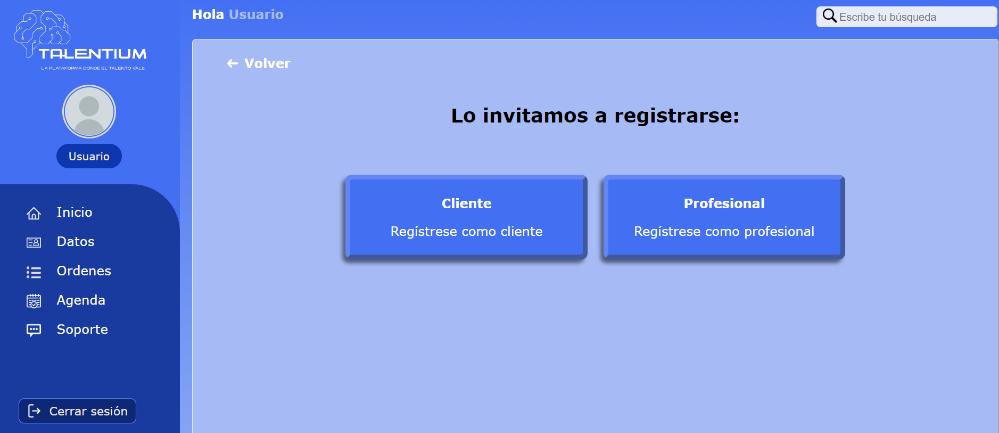 TALENTIUM
LA PLATAFORMA DONDE EL TALENTO VALE
Usuario
Inicio
Datos
Ordenes
Agenda
Soporte
Cerrar sesión
Hola Usuario
Escribe tu búsqueda
Volver
Lo invitamos a registrarse:
Cliente
Regístrese como cliente
Profesional
Regístrese como profesional